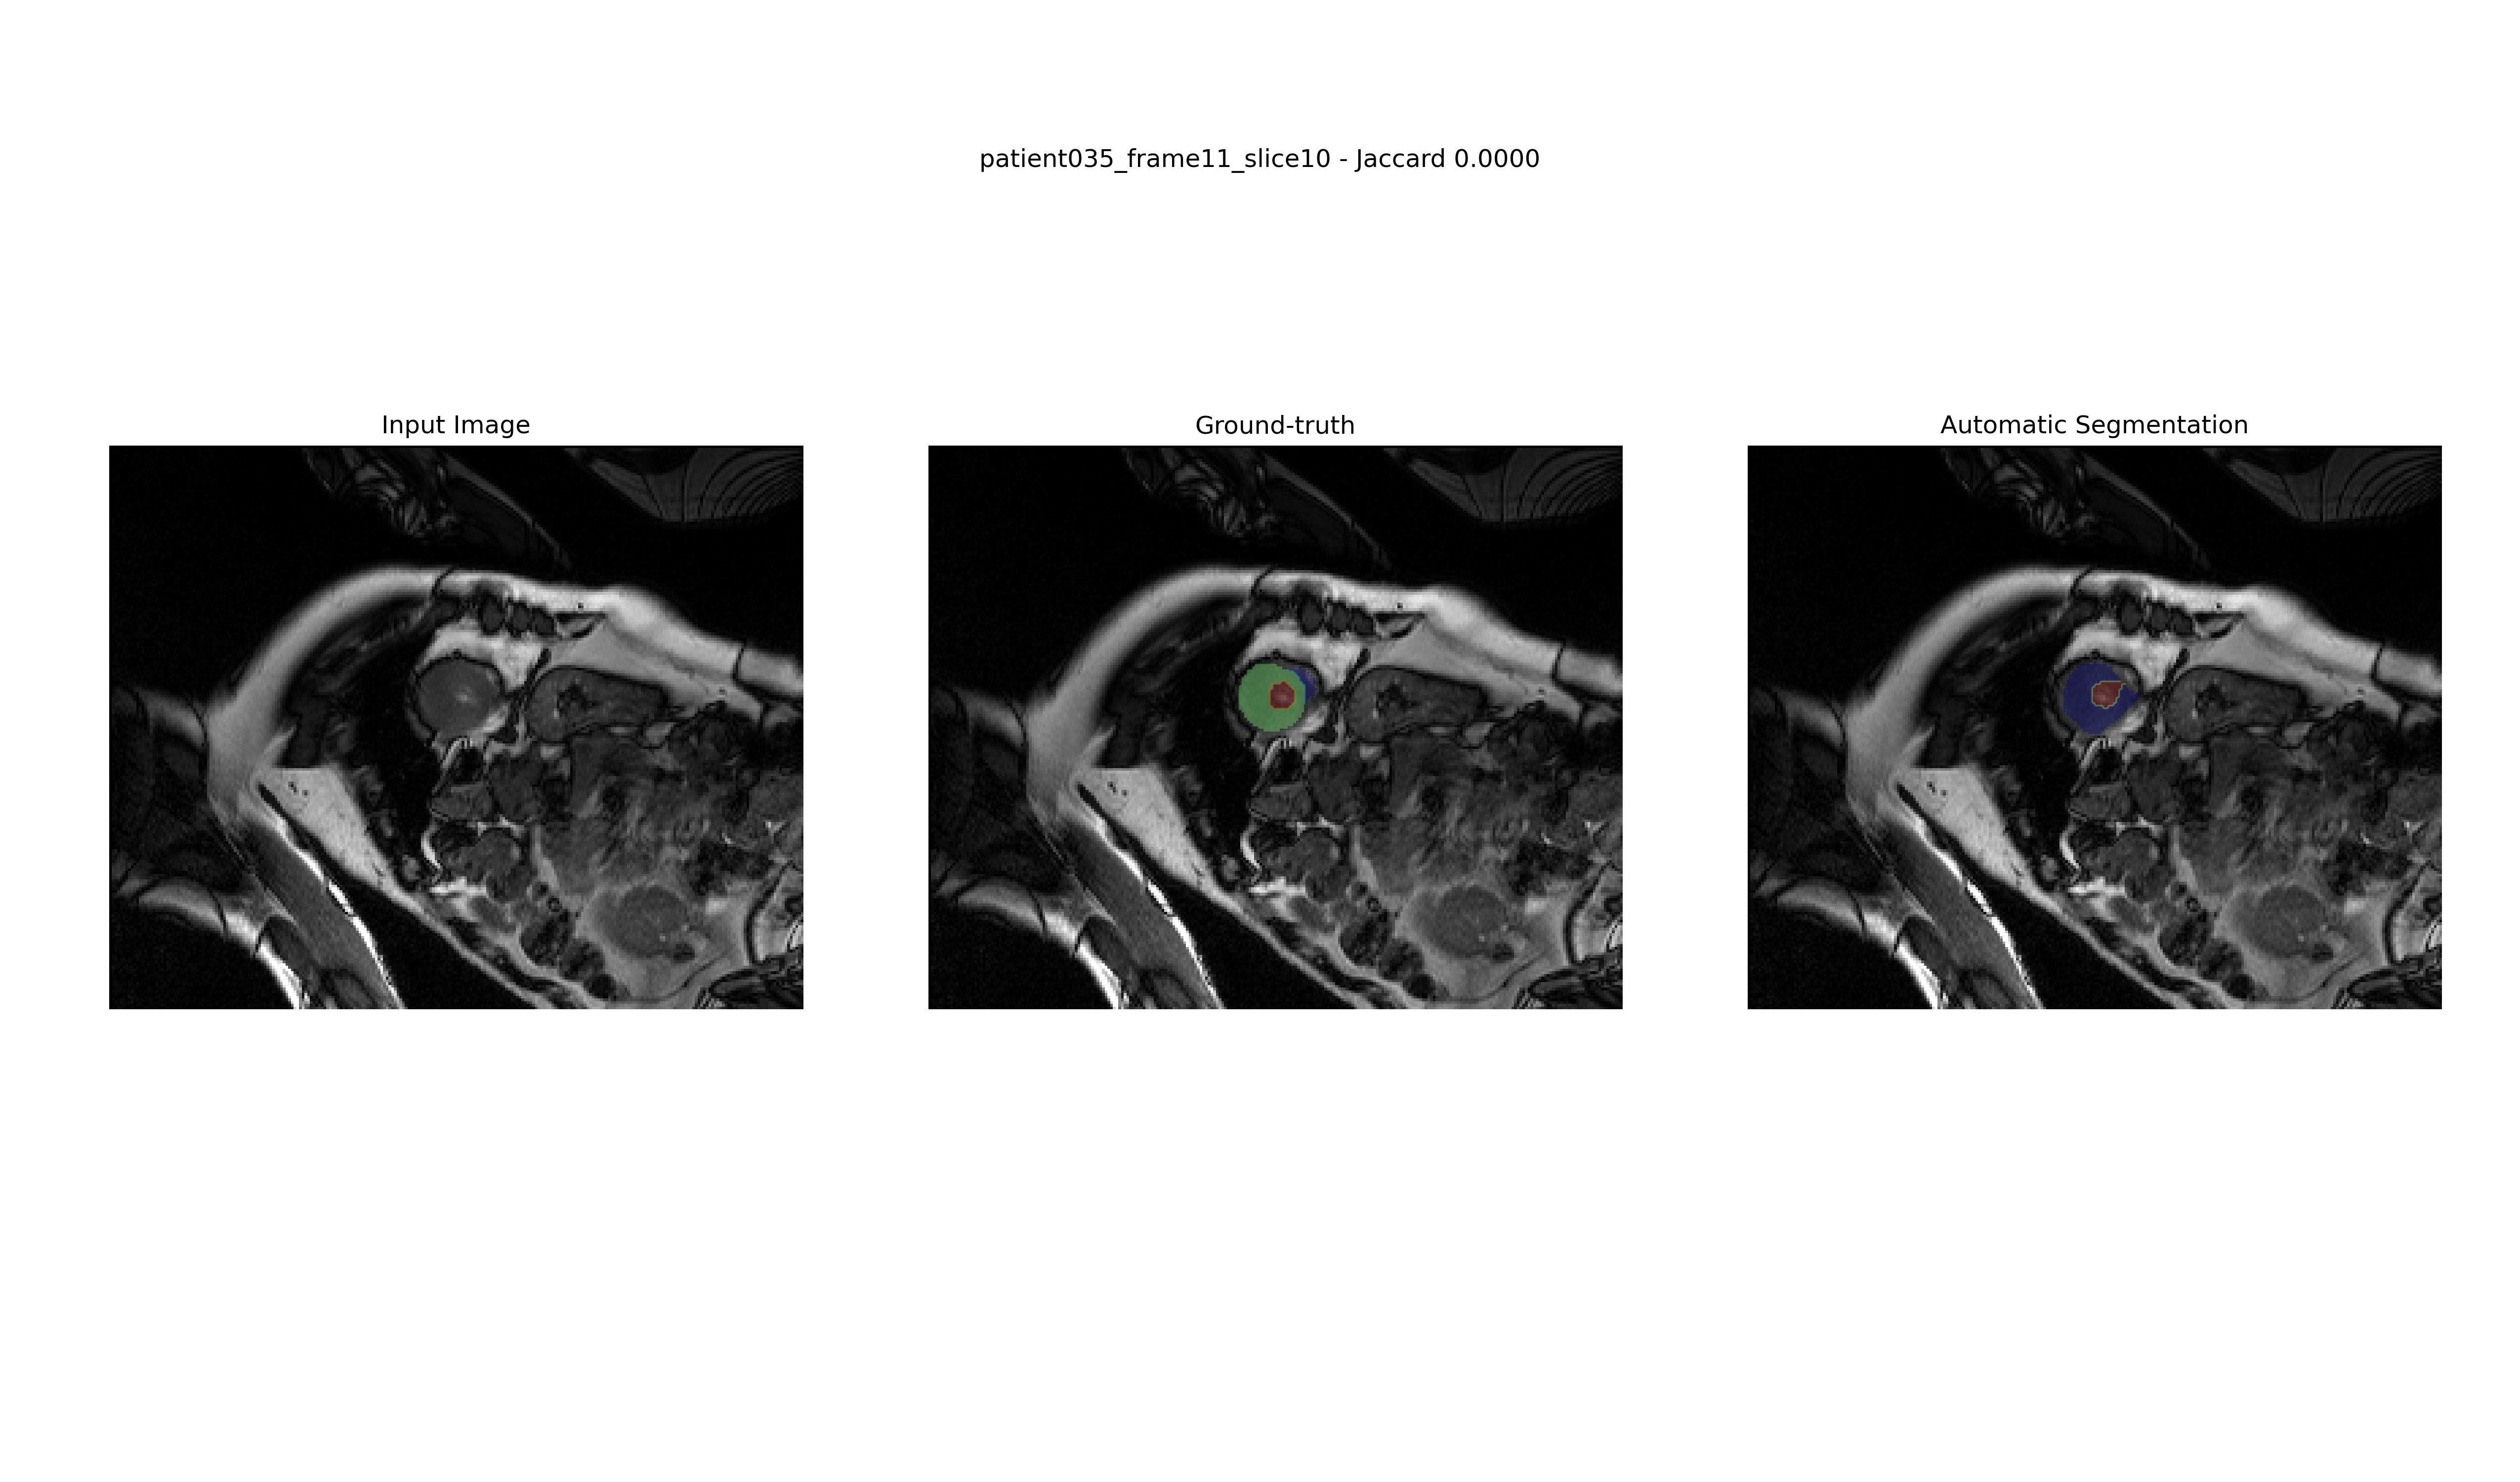 patient035_frame11_slice10 - Jaccard 0.0000
Input Image
Ground-truth
Automatic Segmentation